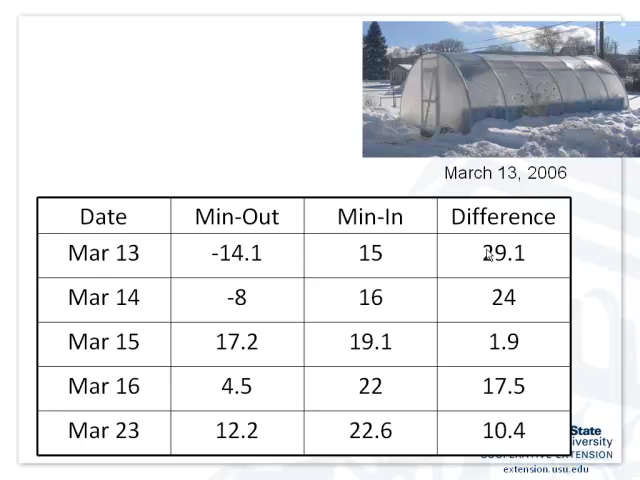 March 13, 2006
Date Min-Out Min-In Difference
Mar 13 -14.1 15 29.1
Mar 14 -8 16 24
Mar 15 17.2 19.1 1.9
Mar 16 4.5 22 17.5
Mar 23 12.2 22.6 10.4
State
COOPERATIVE EXTENSION
extension.usu.edu